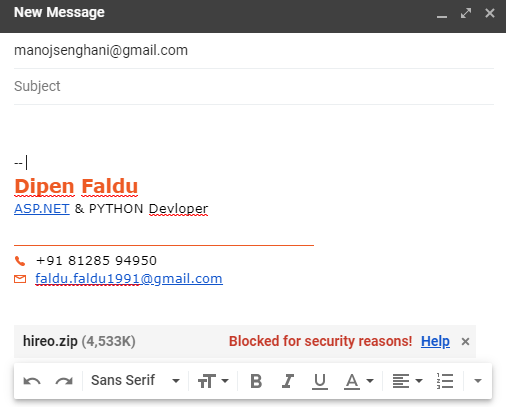 New Message
manojsenghani@gmail.com
Subject
--
Dipen Faldu
ASP.NET & PYTHON Devloper
+91 81285 94950
faldu.faldu1991@gmail.com
hireo.zip (4,533K) Blocked for security reasons! Help
Sans Serif